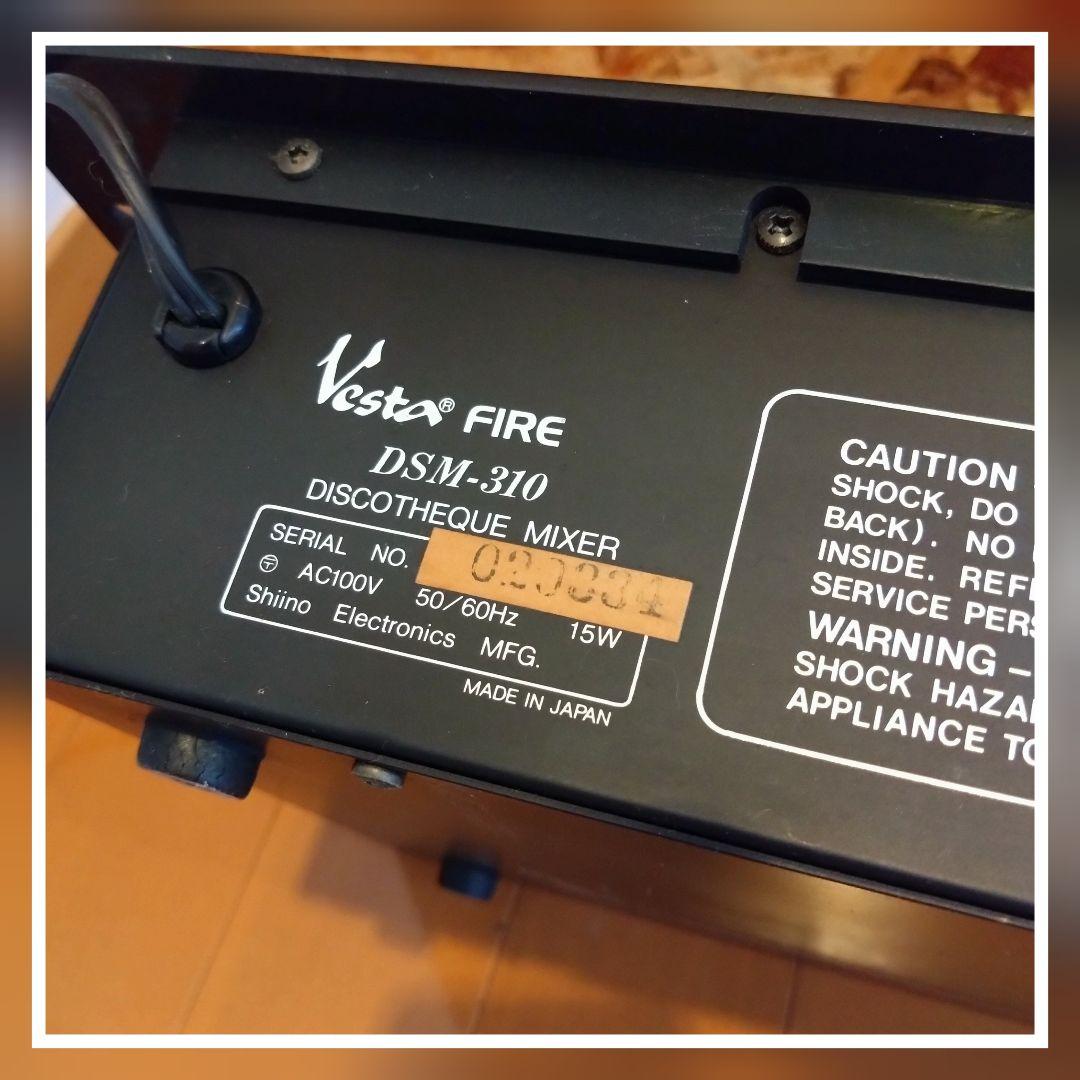 Vesta® FIRE
DSM-310
DISCOTHEQUE MIXER
SERIAL NO.
〒 AC100V 50/60Hz 15W
Shiino Electronics MFG.
MADE IN JAPAN
CAUTION
SHOCK, DO
BACK). NO
INSIDE. REFE
SERVICE PERS
WARNING –
SHOCK HAZA
APPLIANCE TO